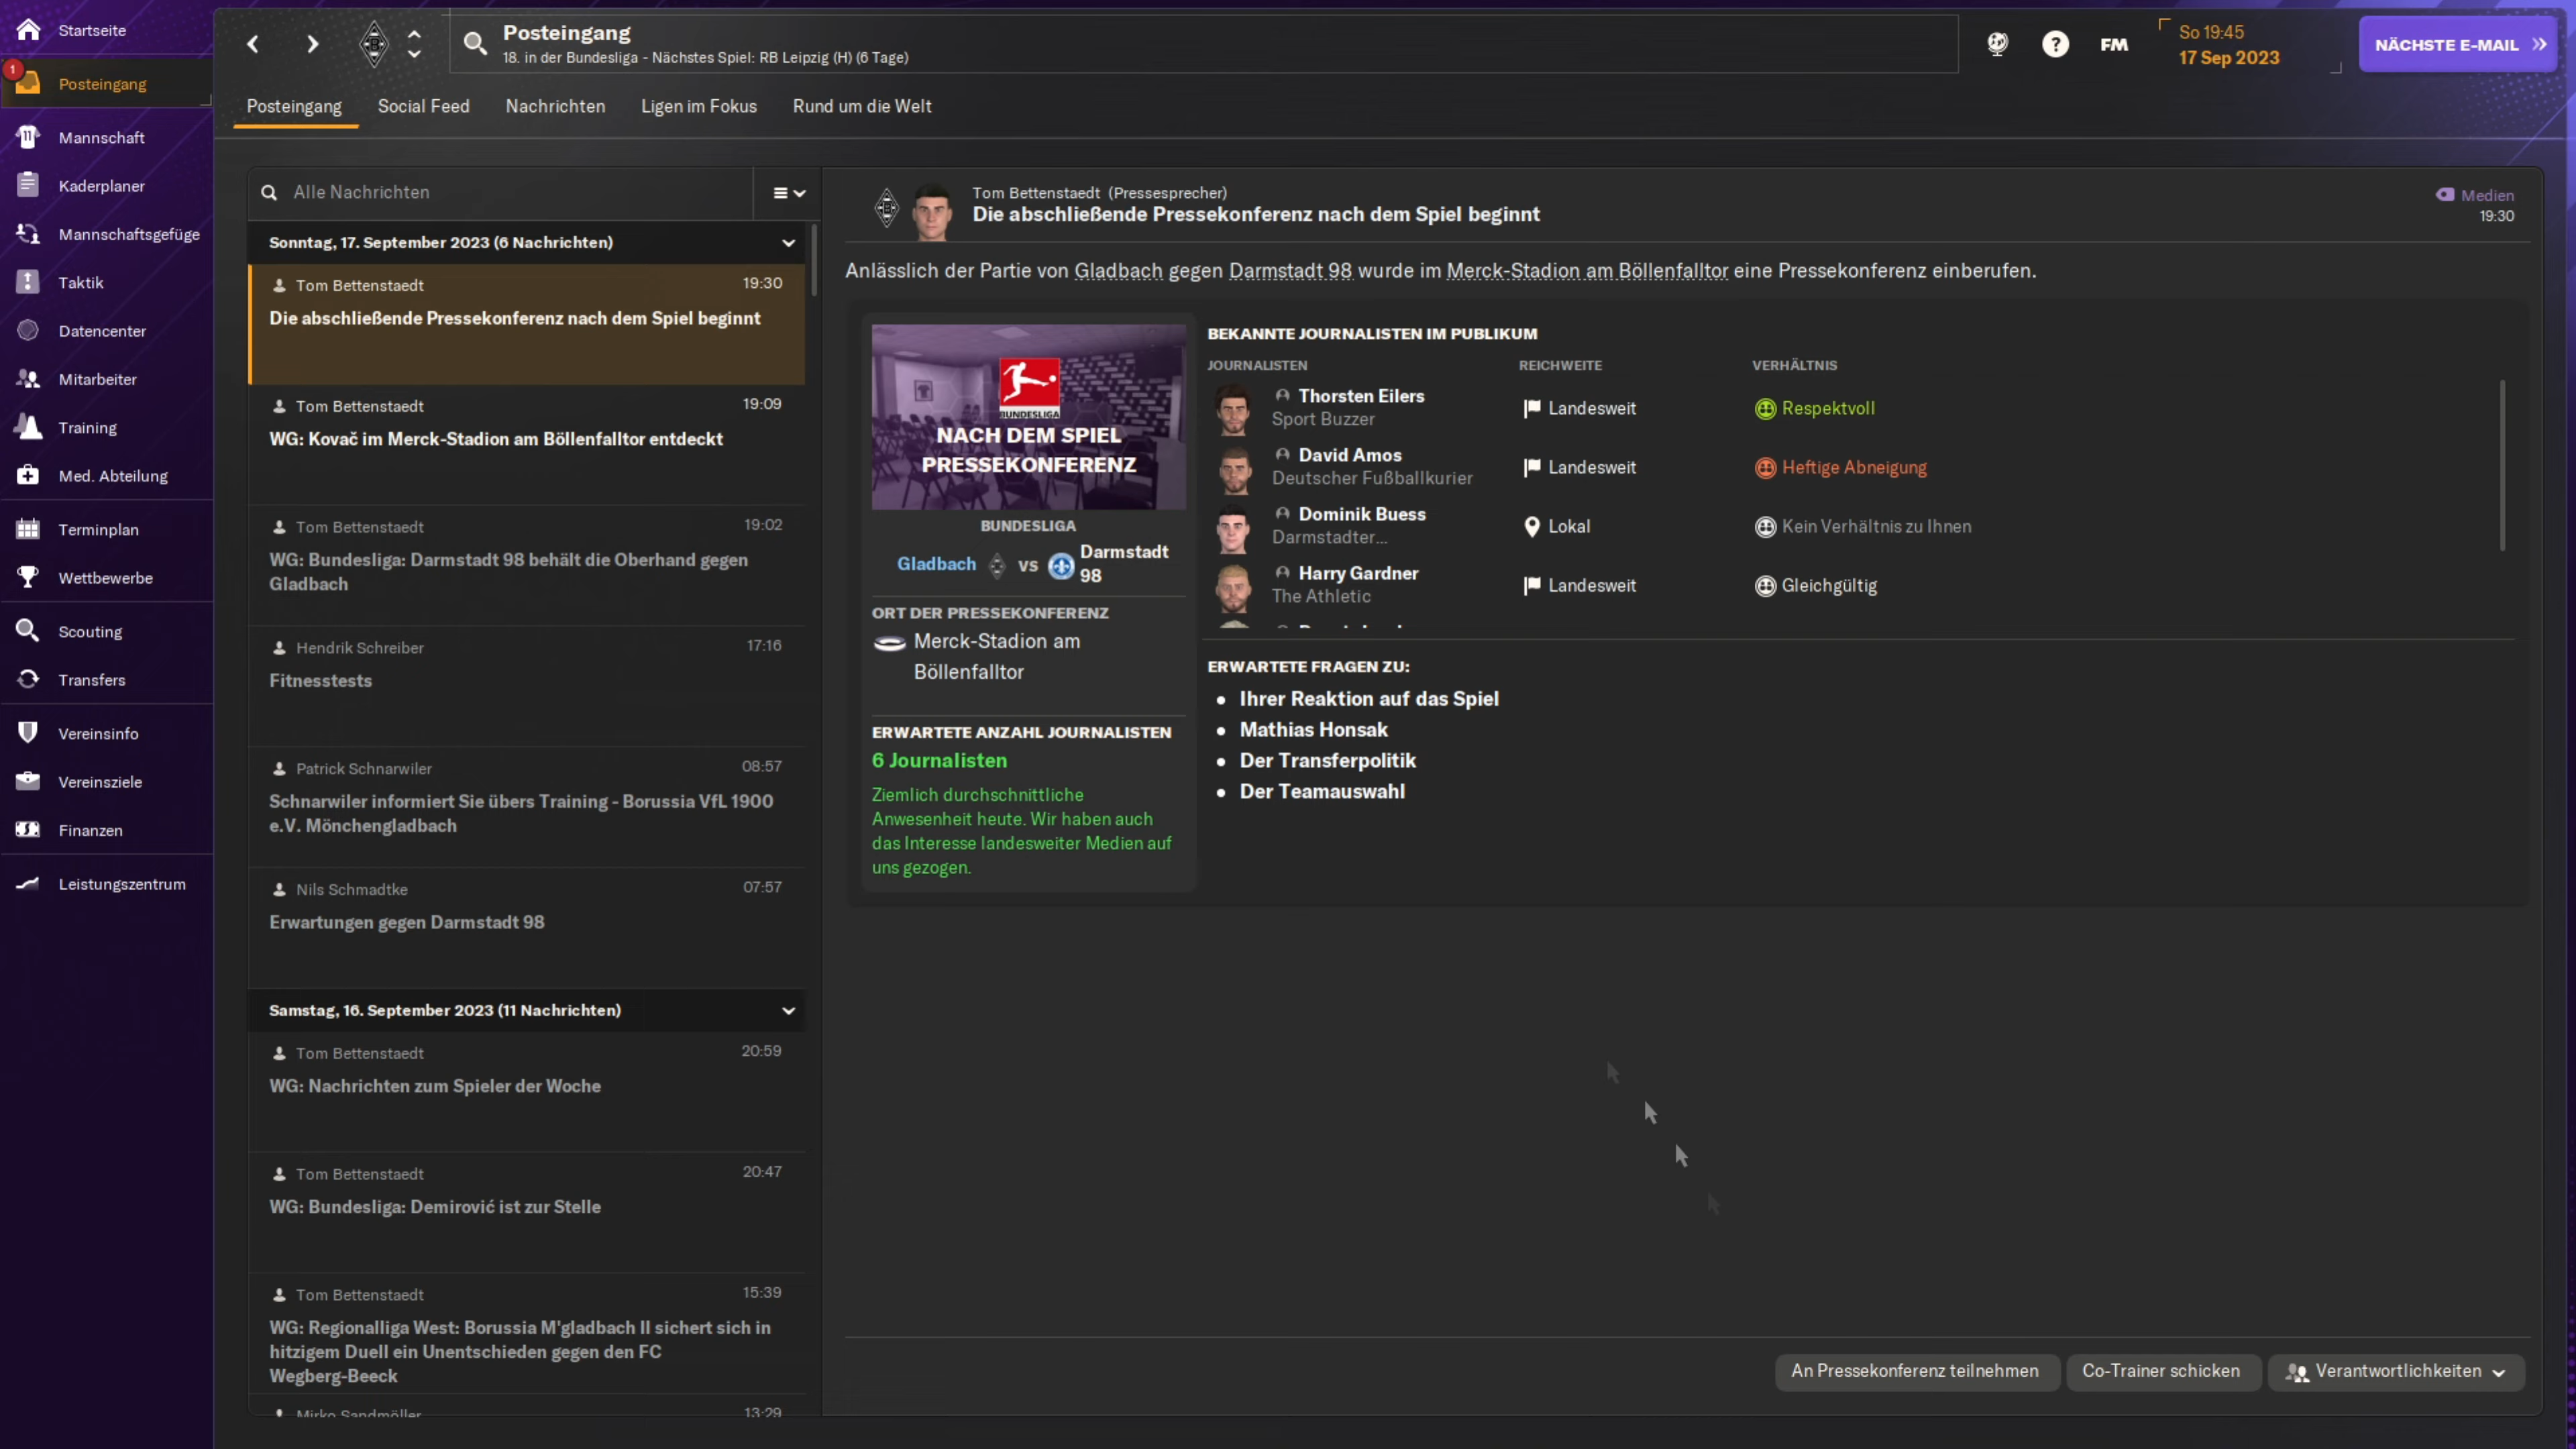 Startseite
1
Posteingang
Mannschaft
Kaderplaner
Mannschaftsgefüge
Taktik
Datencenter
Mitarbeiter
Training
Med. Abteilung
Terminplan
Wettbewerbe
Scouting
Transfers
Vereinsinfo
Vereinsziele
Finanzen
Leistungszentrum
Posteingang
18. in der Bundesliga - Nächstes Spiel: RB Leipzig (H) (6 Tage)
FM
So 19:45
17 Sep 2023
NÄCHSTE E-MAIL
Posteingang Social Feed Nachrichten Ligen im Fokus Rund um die Welt
Alle Nachrichten
Sonntag, 17. September 2023 (6 Nachrichten)
Tom Bettenstaedt 19:30
Die abschließende Pressekonferenz nach dem Spiel beginnt
Tom Bettenstaedt 19:09
WG: Kovač im Merck-Stadion am Böllenfalltor entdeckt
Tom Bettenstaedt 19:02
WG: Bundesliga: Darmstadt 98 behält die Oberhand gegen
Gladbach
Hendrik Schreiber 17:16
Fitnesstests
Patrick Schnarwiler 08:57
Schnarwiler informiert Sie übers Training - Borussia VfL 1900
e.V. Mönchengladbach
Nils Schmadtke 07:57
Erwartungen gegen Darmstadt 98
Samstag, 16. September 2023 (11 Nachrichten)
Tom Bettenstaedt 20:59
WG: Nachrichten zum Spieler der Woche
Tom Bettenstaedt 20:47
WG: Bundesliga: Demirović ist zur Stelle
Tom Bettenstaedt 15:39
WG: Regionalliga West: Borussia M'gladbach II sichert sich in
hitzigem Duell ein Unentschieden gegen den FC
Wegberg-Beeck
Mirko Sandmöller 13:29
Tom Bettenstaedt (Pressesprecher)
Die abschließende Pressekonferenz nach dem Spiel beginnt
Medien
19:30
Anlässlich der Partie von Gladbach gegen Darmstadt 98 wurde im Merck-Stadion am Böllenfalltor eine Pressekonferenz einberufen.
BUNDESLIGA
NACH DEM SPIEL
PRESSEKONFERENZ
BUNDESLIGA
Gladbach vs Darmstadt
98
ORT DER PRESSEKONFERENZ
Merck-Stadion am
Böllenfalltor
ERWARTETE ANZAHL JOURNALISTEN
6 Journalisten
Ziemlich durchschnittliche
Anwesenheit heute. Wir haben auch
das Interesse landesweiter Medien auf
uns gezogen.
BEKANNTE JOURNALISTEN IM PUBLIKUM
JOURNALISTEN REICHWEITE VERHÄLTNIS
Thorsten Eilers
Sport Buzzer
Landesweit Respektvoll
David Amos
Deutscher Fußballkurier
Landesweit Heftige Abneigung
Dominik Buess
Darmstadter...
Lokal Kein Verhältnis zu Ihnen
Harry Gardner
The Athletic
Landesweit Gleichgültig
ERWARTETE FRAGEN ZU:
• Ihrer Reaktion auf das Spiel
• Mathias Honsak
• Der Transferpolitik
• Der Teamauswahl
An Pressekonferenz teilnehmen Co-Trainer schicken Verantwortlichkeiten